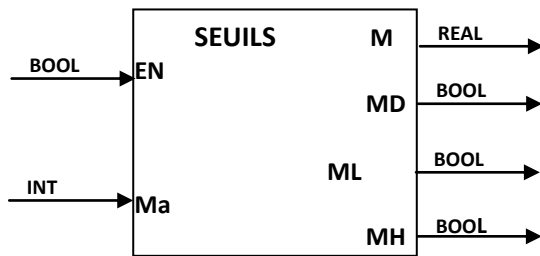 SEUILS M REAL
BOOL EN
MD BOOL
ML BOOL
INT Ma
MH BOOL